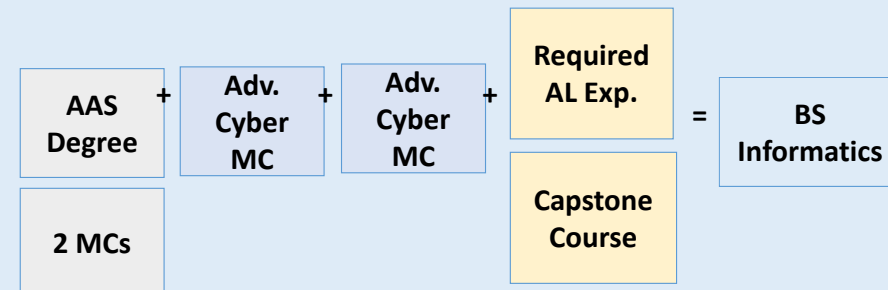 AAS
Degree
+
Adv.
Cyber
MC
+
Adv.
Cyber
MC
+
Required
AL Exp.
=
BS
Informatics
2 MCs
Capstone
Course